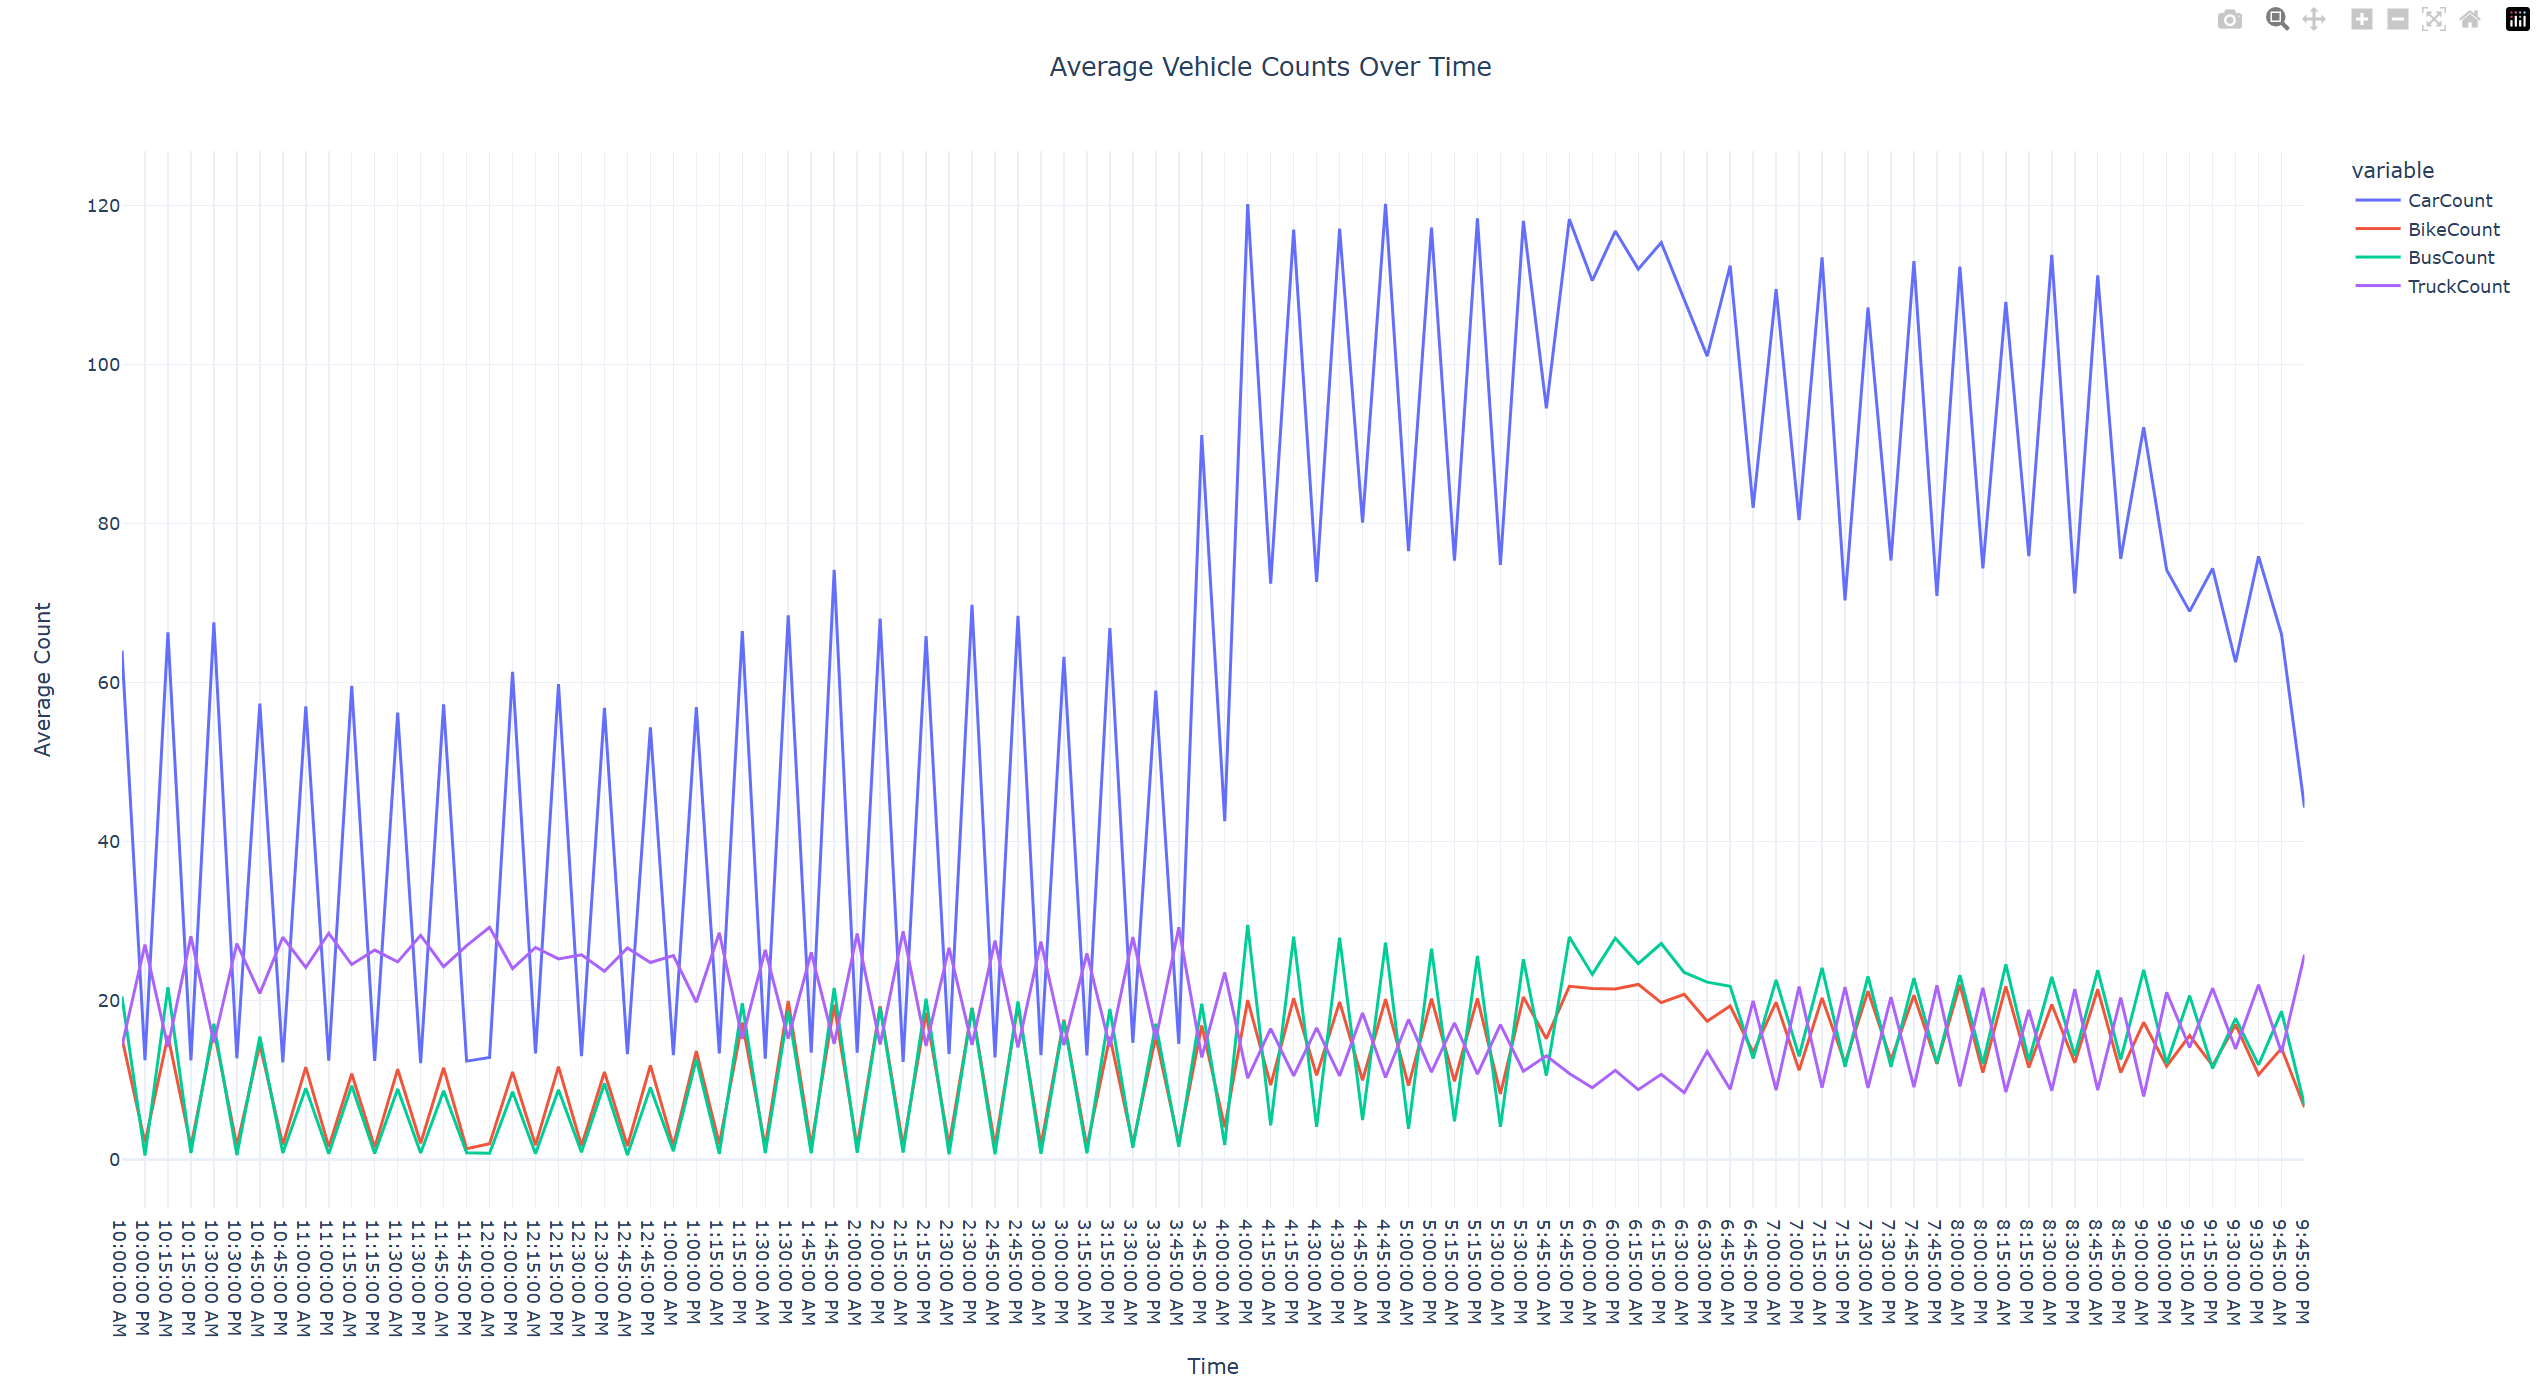 Average Vehicle Counts Over Time
variable
CarCount
BikeCount
BusCount
TruckCount
Average Count
120
100
80
60
40
20
0
10:00:00 AM
10:00:00 PM
10:15:00 AM
10:15:00 PM
10:30:00 AM
10:30:00 PM
10:45:00 AM
10:45:00 PM
11:00:00 AM
11:00:00 PM
11:15:00 AM
11:15:00 PM
11:30:00 AM
11:30:00 PM
11:45:00 AM
11:45:00 PM
12:00:00 AM
12:00:00 PM
12:15:00 AM
12:15:00 PM
12:30:00 AM
12:30:00 PM
12:45:00 AM
12:45:00 PM
1:00:00 AM
1:00:00 PM
1:15:00 AM
1:15:00 PM
1:30:00 AM
1:30:00 PM
1:45:00 AM
1:45:00 PM
2:00:00 AM
2:00:00 PM
2:15:00 AM
2:15:00 PM
2:30:00 AM
2:30:00 PM
2:45:00 AM
2:45:00 PM
3:00:00 AM
3:00:00 PM
3:15:00 AM
3:15:00 PM
3:30:00 AM
3:30:00 PM
3:45:00 AM
3:45:00 PM
4:00:00 AM
4:00:00 PM
4:15:00 AM
4:15:00 PM
4:30:00 AM
4:30:00 PM
4:45:00 AM
4:45:00 PM
5:00:00 AM
5:00:00 PM
5:15:00 AM
5:15:00 PM
5:30:00 AM
5:30:00 PM
5:45:00 AM
5:45:00 PM
6:00:00 AM
6:00:00 PM
6:15:00 AM
6:15:00 PM
6:30:00 AM
6:30:00 PM
6:45:00 AM
6:45:00 PM
7:00:00 AM
7:00:00 PM
7:15:00 AM
7:15:00 PM
7:30:00 AM
7:30:00 PM
7:45:00 AM
7:45:00 PM
8:00:00 AM
8:00:00 PM
8:15:00 AM
8:15:00 PM
8:30:00 AM
8:30:00 PM
8:45:00 AM
8:45:00 PM
9:00:00 AM
9:00:00 PM
9:15:00 AM
9:15:00 PM
9:30:00 AM
9:30:00 PM
9:45:00 AM
9:45:00 PM
Time